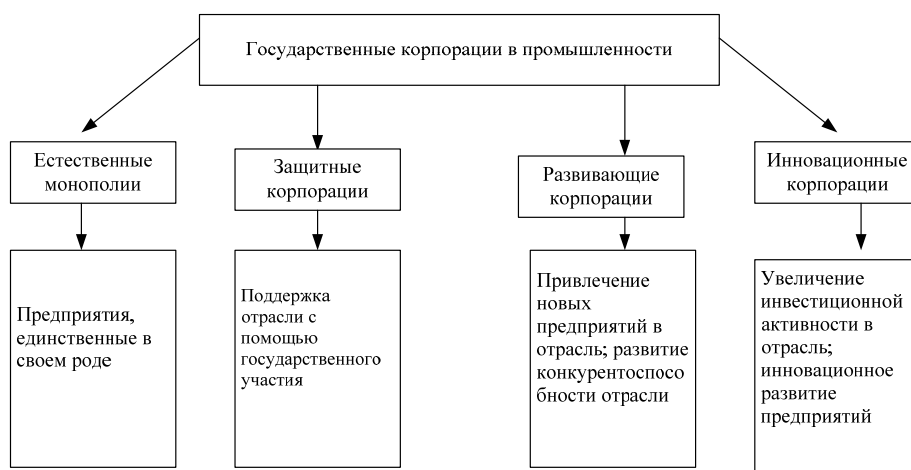 Государственные корпорации в промышленности
Естественные
монополии
Защитные
корпорации
Развивающие
корпорации
Инновационные
корпорации
Предприятия,
единственные в
своем роде
Поддержка
отрасли с
помощью
государственного
участия
Привлечение
новых
предприятий в
отрасль; развитие
конкурентоспосо
бности отрасли
Увеличение
инвестиционной
активности в
отрасль;
инновационное
развитие
предприятий